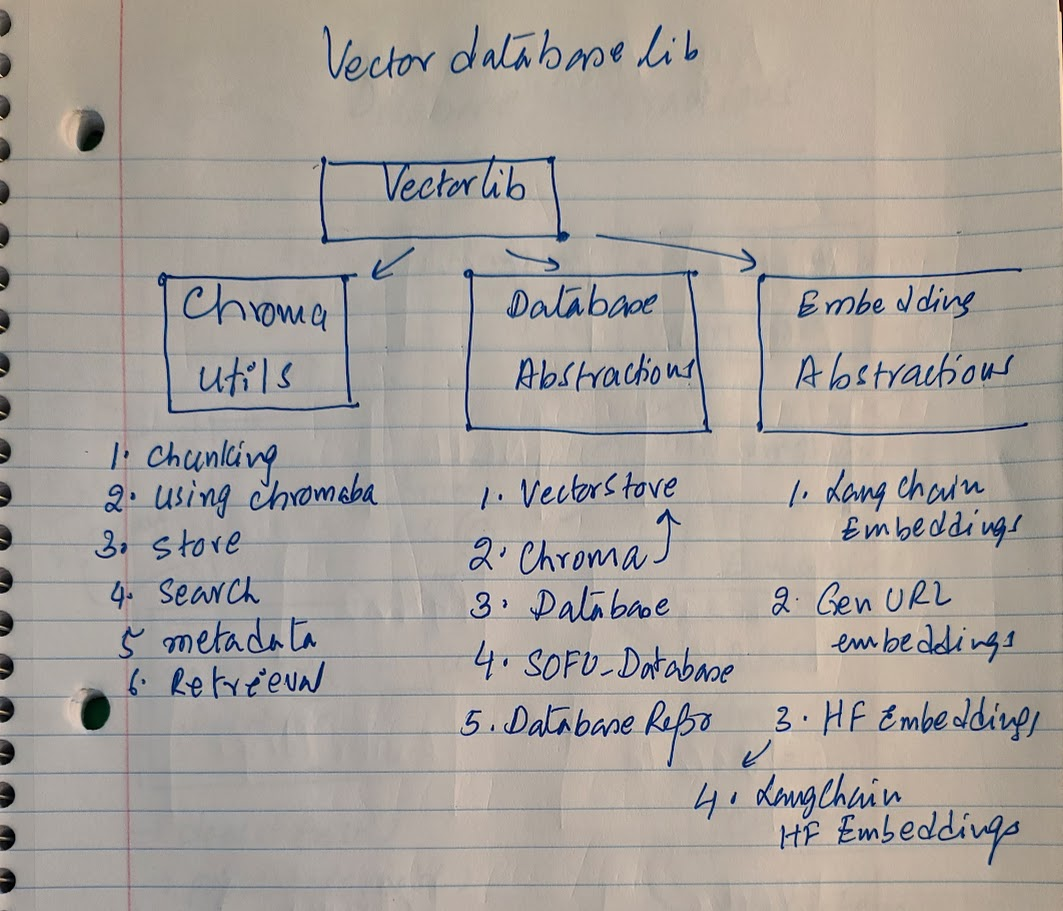 Vector database lib
Vectorlib
Chroma
utils
1. Chunking
2. using chromaba
3. store
4. Search
5 metadata
6. Retrieval
Database
Abstractions
1. VectorStore
2. Chroma
3. Database
4. SOFU_Database
5. Database Repo
Embedding
Abstractions
1. LangChain
Embeddings
2. Gen URL
embeddings
3. HF Embeddings
4. LangChain
HF Embeddings